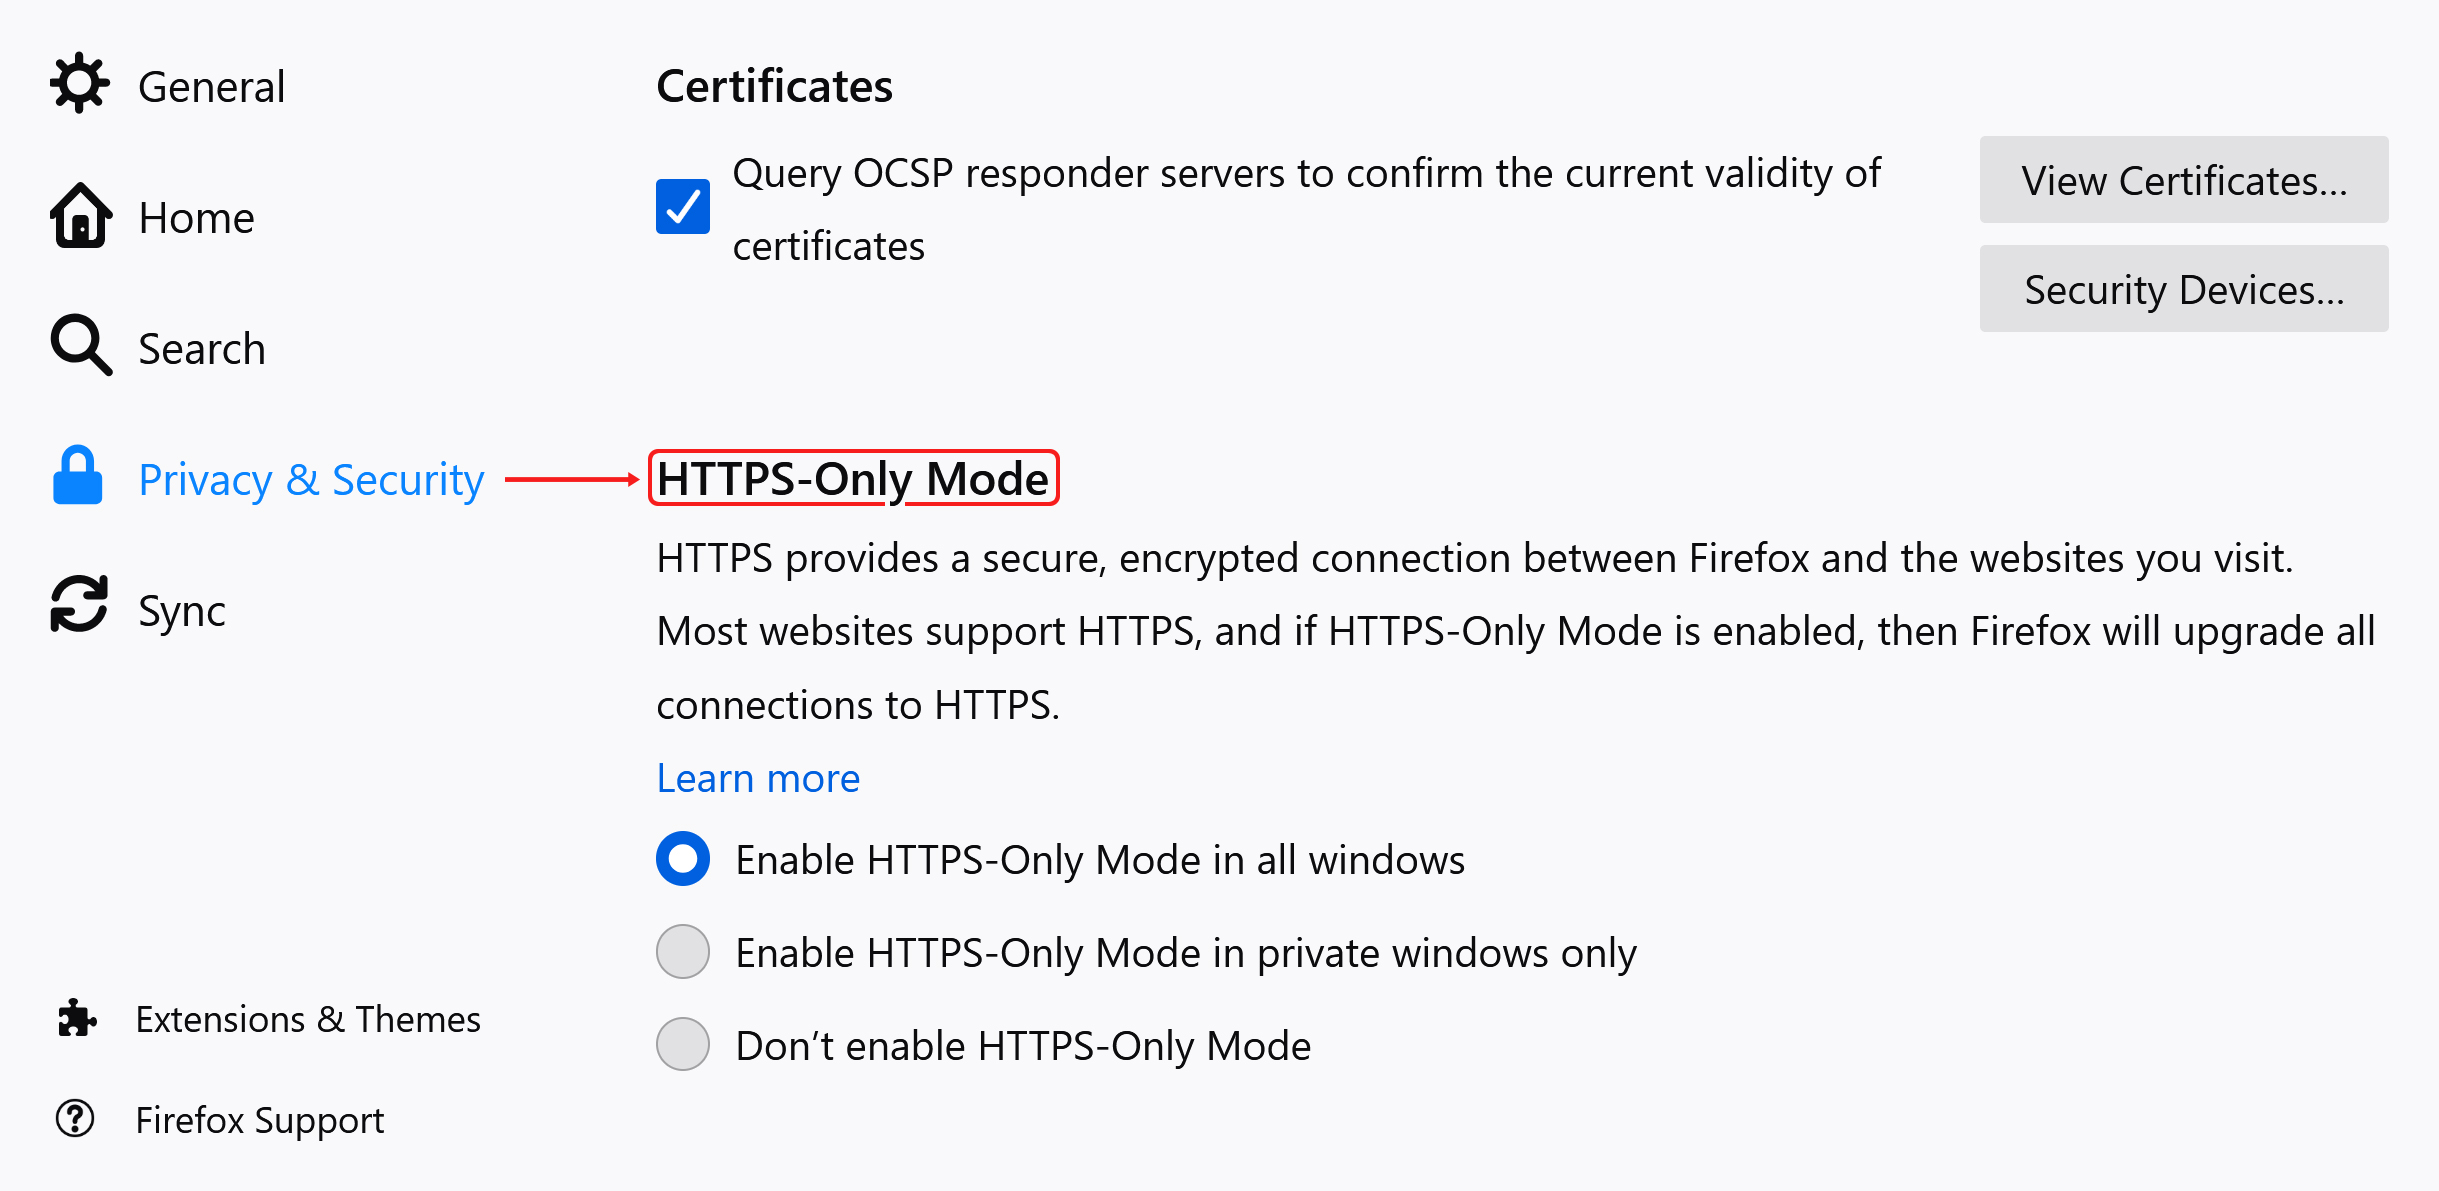 General
Home
Search
Privacy & Security
Sync
Extensions & Themes
Firefox Support
Certificates
Query OCSP responder servers to confirm the current validity of
certificates
View Certificates...
Security Devices...
HTTPS-Only Mode
HTTPS provides a secure, encrypted connection between Firefox and the websites you visit.
Most websites support HTTPS, and if HTTPS-Only Mode is enabled, then Firefox will upgrade all
connections to HTTPS.
Learn more
Enable HTTPS-Only Mode in all windows
Enable HTTPS-Only Mode in private windows only
Don’t enable HTTPS-Only Mode